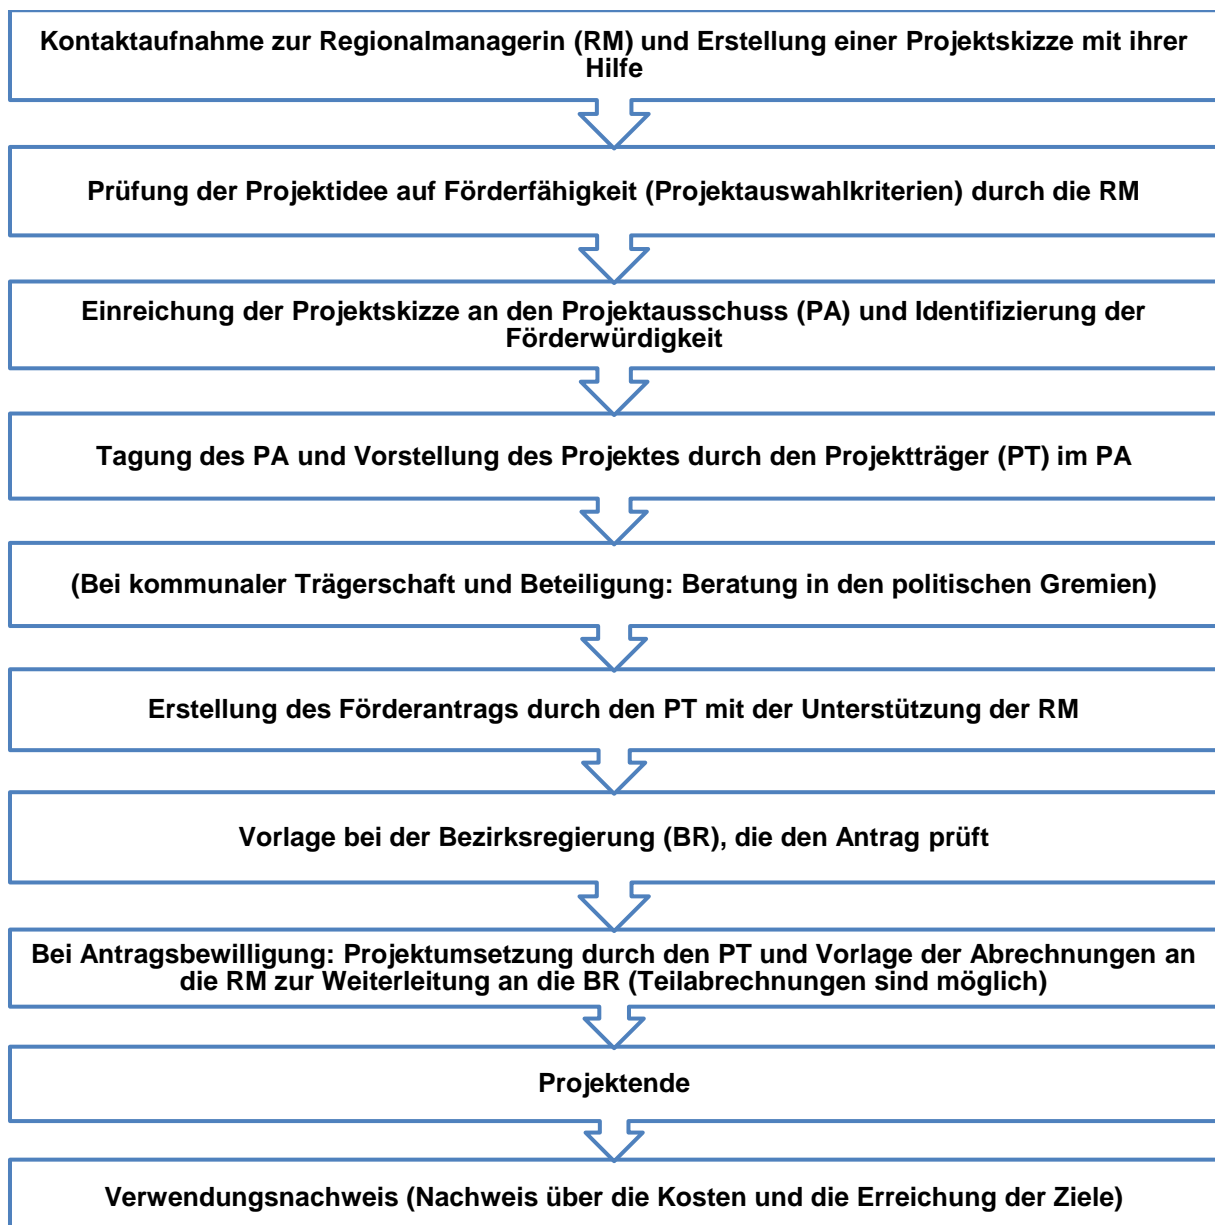 Kontaktaufnahme zur Regionalmanagerin (RM) und Erstellung einer Projektskizze mit ihrer
Hilfe
Prüfung der Projektidee auf Förderfähigkeit (Projektauswahlkriterien) durch die RM
Einreichung der Projektskizze an den Projektausschuss (PA) und Identifizierung der
Förderwürdigkeit
Tagung des PA und Vorstellung des Projektes durch den Projektträger (PT) im PA
(Bei kommunaler Trägerschaft und Beteiligung: Beratung in den politischen Gremien)
Erstellung des Förderantrags durch den PT mit der Unterstützung der RM
Vorlage bei der Bezirksregierung (BR), die den Antrag prüft
Bei Antragsbewilligung: Projektumsetzung durch den PT und Vorlage der Abrechnungen an
die RM zur Weiterleitung an die BR (Teilabrechnungen sind möglich)
Projektende
Verwendungsnachweis (Nachweis über die Kosten und die Erreichung der Ziele)